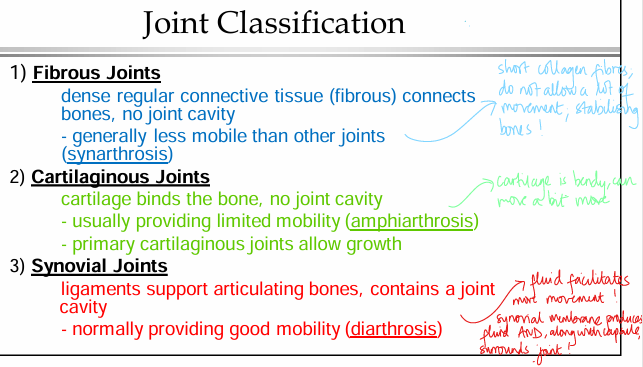 Joint Classification
1) Fibrous Joints
dense regular connective tissue (fibrous) connects
bones, no joint cavity
- generally less mobile than other joints
(synarthrosis)
short collagen fibres,
do not allow a lot of
movement; stabilising
bones!
2) Cartilaginous Joints
cartilage binds the bone, no joint cavity
- usually providing limited mobility (amphiarthrosis)
- primary cartilaginous joints allow growth
cartilage is bendy, can
move a bit more
3) Synovial Joints
ligaments support articulating bones, contains a joint
cavity
- normally providing good mobility (diarthrosis)
fluid facilitates
more movement!
synovial membrane produces
fluid AND, along with capsule,
surrounds joint!